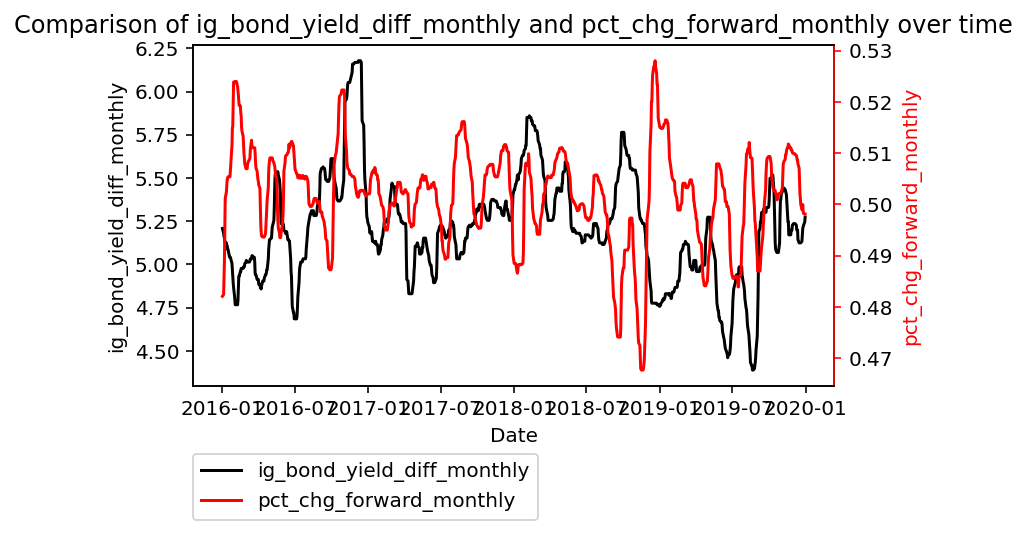 Comparison of ig_bond_yield_diff_monthly and pct_chg_forward_monthly over time
ig_bond_yield_diff_monthly
6.25
6.00
5.75
5.50
5.25
5.00
4.75
4.50
0.53
0.52
0.51
0.50
0.49
0.48
0.47
pct_chg_forward_monthly
2016-01 2016-07 2017-01 2017-07 2018-01 2018-07 2019-01 2019-07 2020-01
Date
ig_bond_yield_diff_monthly
pct_chg_forward_monthly